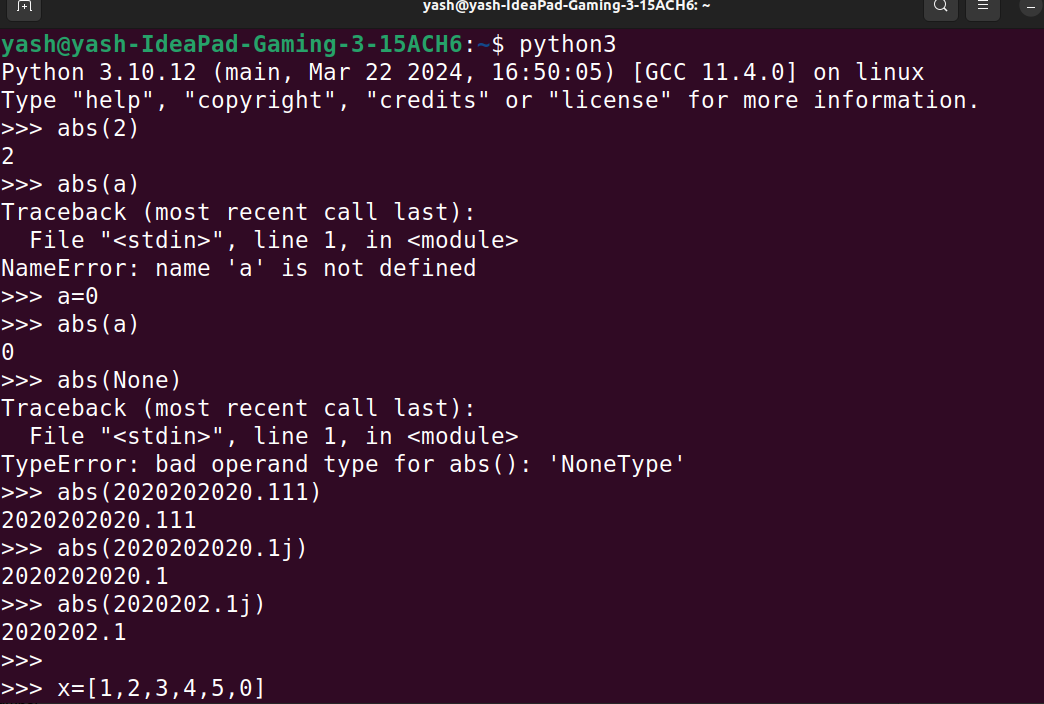 yash@yash-IdeaPad-Gaming-3-15ACH6: ~
yash@yash-IdeaPad-Gaming-3-15ACH6:~$ python3
Python 3.10.12 (main, Mar 22 2024, 16:50:05) [GCC 11.4.0] on linux
Type "help", "copyright", "credits" or "license" for more information.
>>> abs(2)
2
>>> abs(a)
Traceback (most recent call last):
  File "<stdin>", line 1, in <module>
NameError: name 'a' is not defined
>>> a=0
>>> abs(a)
0
>>> abs(None)
Traceback (most recent call last):
  File "<stdin>", line 1, in <module>
TypeError: bad operand type for abs(): 'NoneType'
>>> abs(2020202020.111)
2020202020.111
>>> abs(2020202020.1j)
2020202020.1
>>> abs(2020202.1j)
2020202.1
>>>
>>> x=[1,2,3,4,5,0]